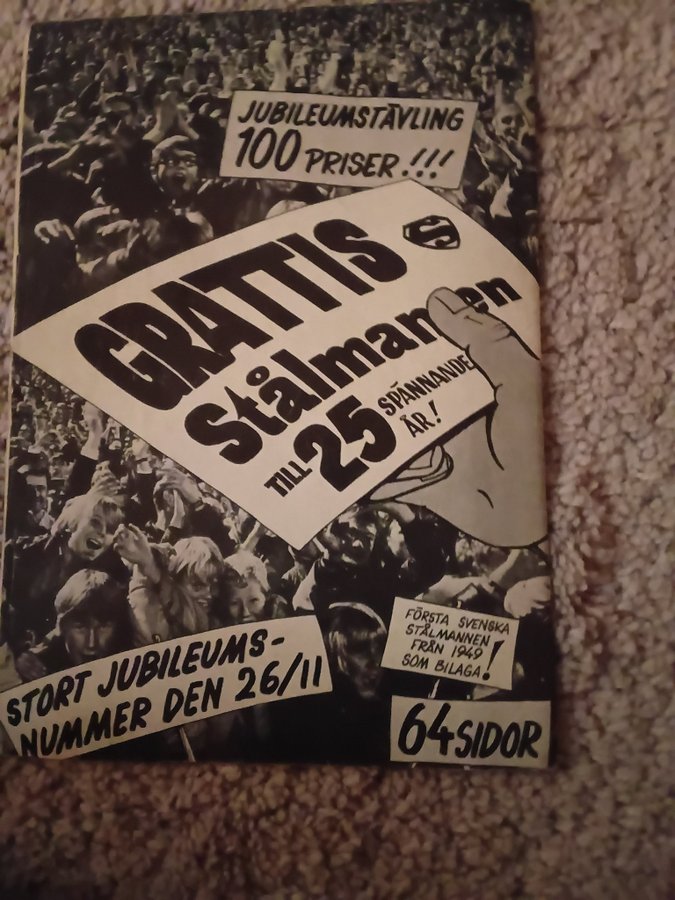 JUBILEUMSTÄVLING
100 PRISER!!!
GRATTIS
Stålmannen
TILL 25 SPÄNNANDE
ÅR!
STORT JUBILEUMS-
NUMMER DEN 26/11
FÖRSTA SVENSKA
STÅLMANNEN
FRÅN 1949
SOM BILAGA!
64 SIDOR